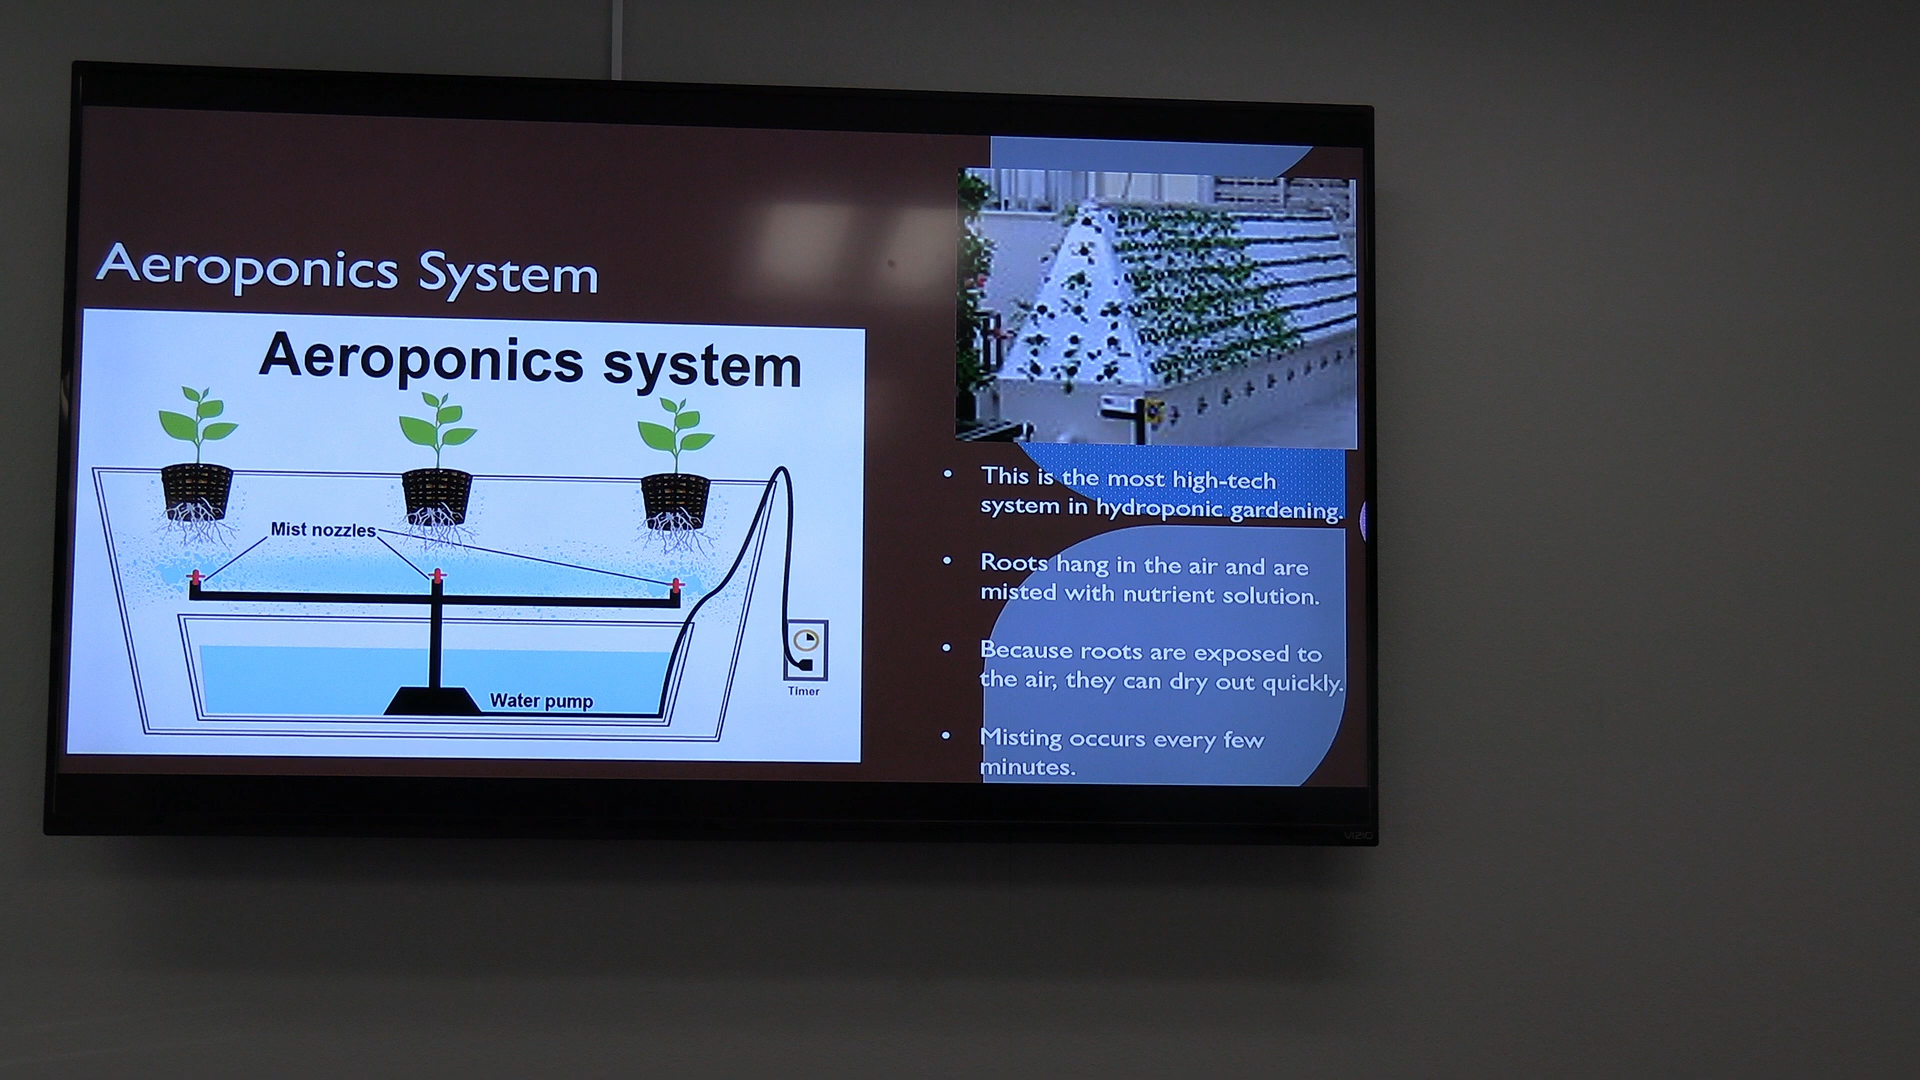 Aeroponics System
Aeroponics system
Mist nozzles
Water pump
Timer
• This is the most high-tech
system in hydroponic gardening.
• Roots hang in the air and are
misted with nutrient solution.
• Because roots are exposed to
the air, they can dry out quickly.
• Misting occurs every few
minutes.
VIZIO